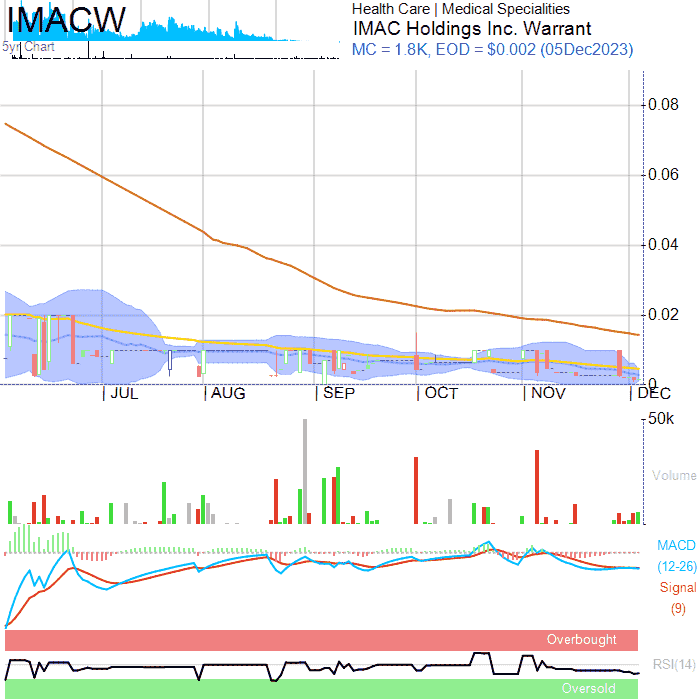 IMACW
5yr Chart
Health Care | Medical Specialities
IMAC Holdings Inc. Warrant
MC = 1.8K, EOD = $0.002 (05Dec2023)
0.08
0.06
0.04
0.02
0
JUL AUG SEP OCT NOV DEC
50k
Volume
MACD
(12-26)
Signal
(9)
Overbought
RSI(14)
Oversold